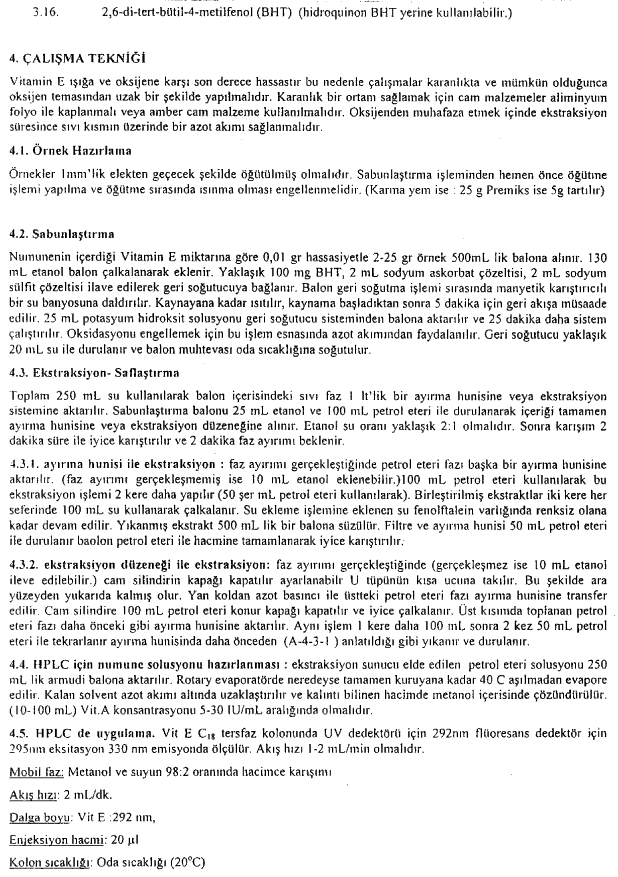 3.16. 2,6-di-tert-bütil-4-metilfenol (BHT) (hidroquinon BHT yerine kullanılabilir.)
4. ÇALIŞMA TEKNİĞİ
Vitamin E ışığa ve oksijene karşı son derece hassastır bu nedenle çalışmalar karanlıkta ve mümkün olduğunca
oksijen temasından uzak bir şekilde yapılmalıdır. Karanlık bir ortam sağlamak için cam malzemeler aliminyum
folyo ile kaplanmalı veya amber cam malzeme kullanılmalıdır. Oksijenden muhafaza etmek içinde ekstraksiyon
süresince sıvı kısmın üzerinde bir azot akımı sağlanmalıdır.
4.1. Örnek Hazırlama
Örnekler 1mm'lik elekten geçecek şekilde öğütülmüş olmalıdır. Sabunlaştırma işleminden hemen önce öğütme
işlemi yapılma ve öğütme sırasında ısınma olması engellenmelidir. (Karma yem ise : 25 g Premiks ise 5g tartılır)
4.2. Sabunlaştırma
Numunenin içerdiği Vitamin E miktarına göre 0,01 gr hassasiyetle 2-25 gr örnek 500mL lik balona alınır. 130
mL etanol balon çalkalanarak eklenir. Yaklaşık 100 mg BHT, 2 mL sodyum askorbat çözeltisi, 2 mL sodyum
sülfit çözeltisi ilave edilerek geri soğutucuya bağlanır. Balon geri soğutma işlemi sırasında manyetik karıştırıcılı
bir su banyosuna daldırılır. Kaynayana kadar ısıtılır, kaynama başladıktan sonra 5 dakika için geri akışa müsaade
edilir. 25 mL potasyum hidroksit solusyonu geri soğutucu sisteminden balona aktarılır ve 25 dakika daha sistem
çalıştırılır. Oksidasyonu engellemek için bu işlem esnasında azot akımından faydalanılır. Geri soğutucu yaklaşık
20 mL su ile durulanır ve balon muhtevası oda sıcaklığına soğutulur.
4.3. Ekstraksiyon- Saflaştırma
Toplam 250 mL su kullanılarak balon içerisindeki sıvı faz 1 lt'lik bir ayırma hunisine veya ekstraksiyon
sistemine aktarılır. Sabunlaştırma balonu 25 mL etanol ve 100 mL petrol eteri ile durulanarak içeriği tamamen
ayırma hunisine veya ekstraksiyon düzeneğine alınır. Etanol su oranı yaklaşık 2:1 olmalıdır. Sonra karışım 2
dakika süre ile iyice karıştırılır ve 2 dakika faz ayırımı beklenir.
4.3.1. ayırma hunisi ile ekstraksiyon : faz ayırımı gerçekleştiğinde petrol eteri fazı başka bir ayırma hunisine
aktarılır. (faz ayırımı gerçekleşmemiş ise 10 mL etanol eklenebilir.)100 mL petrol eteri kullanılarak bu
ekstraksiyon işlemi 2 kere daha yapılır (50 şer mL petrol eteri kullanılarak). Birleştirilmiş ekstraktlar iki kere her
seferinde 100 mL su kullanarak çalkalanır. Su ekleme işlemine eklenen su fenolftalein varlığında renksiz olana
kadar devam edilir. Yıkanmış ekstrakt 500 mL lik bir balona süzülür. Filtre ve ayırma hunisi 50 mL petrol eteri
ile durulanır baolon petrol eteri ile hacmine tamamlanarak iyice karıştırılır.
4.3.2. ekstraksiyon düzeneği ile ekstraksiyon: faz ayırımı gerçekleştiğinde (gerçekleşmez ise 10 mL etanol
ileve edilebilir.) cam silindirin kapağı kapatılır ayarlanabilr U tüpünün kısa ucına takılır. Bu şekilde ara
yüzeyden yukarıda kalmış olur. Yan koldan azot basıncı ile üstteki petrol eteri fazı ayırma hunisine transfer
edilir. Cam silindire 100 mL petrol eteri konur kapağı kapatılır ve iyice çalkalanır. Üst kısımda toplanan petrol
eteri fazı daha önceki gibi ayırma hunisine aktarılır. Aynı işlem 1 kere daha 100 mL sonra 2 kez 50 mL petrol
eteri ile tekrarlanır ayırma hunisinda daha önceden (A-4-3-1 ) anlatıldığı gibi yıkanır ve durulanır.
4.4. HPLC için numune solusyonu hazırlanması : ekstraksiyon sunucu elde edilen petrol eteri solusyonu 250
mL lik armudi balona aktarılır. Rotary evaporatörde neredeyse tamamen kuruyana kadar 40 C aşılmadan evapore
edilir. Kalan solvent azot akımı altında uzaklaştırılır ve kalıntı bilinen hacimde metanol içerisinde çözündürülür.
(10-100 mL) Vit.A konsantrasyonu 5-30 IU/mL aralığında olmalıdır.
4.5. HPLC de uygulama. Vit E C18 tersfaz kolonunda UV dedektörü için 292nm flüoresans dedektör için
295nm eksitasyon 330 nm emisyonda ölçülür. Akış hızı 1-2 mL/min olmalıdır.
Mobil faz: Metanol ve suyun 98:2 oranında hacimce karışımı
Akış hızı: 2 mL/dk.
Dalga boyu: Vit E :292 nm,
Enjeksiyon hacmi: 20 µl
Kolon sıcaklığı: Oda sıcaklığı (20°C)